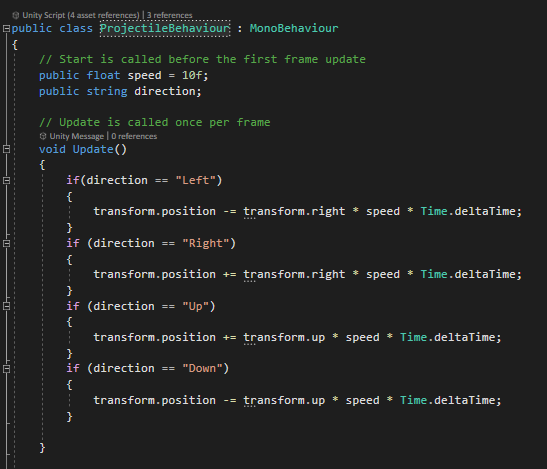 Unity Script (4 asset references) | 3 references
public class ProjectileBehaviour : MonoBehaviour
{
// Start is called before the first frame update
public float speed = 10f;
public string direction;
// Update is called once per frame
Unity Message | 0 references
void Update()
{
if(direction == "Left")
{
transform.position -= transform.right * speed * Time.deltaTime;
}
if (direction == "Right")
{
transform.position += transform.right * speed * Time.deltaTime;
}
if (direction == "Up")
{
transform.position += transform.up * speed * Time.deltaTime;
}
if (direction == "Down")
{
transform.position -= transform.up * speed * Time.deltaTime;
}
}